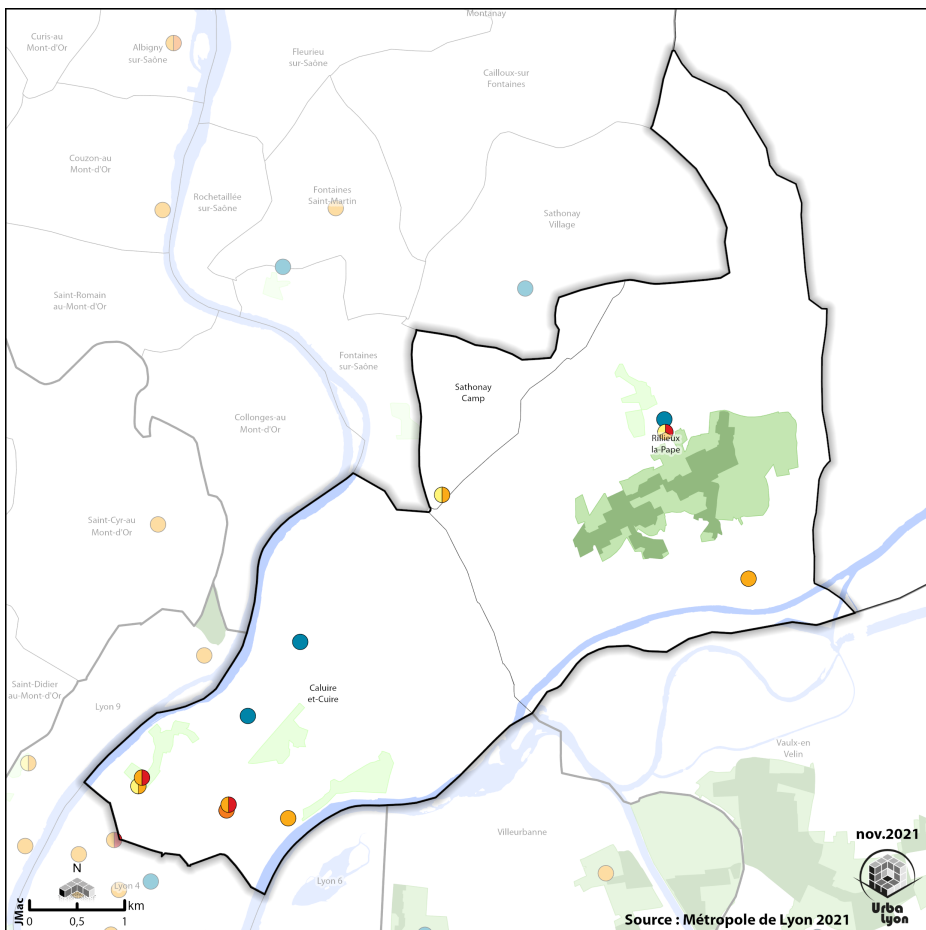 Montanay
Curis-au
Mont-d'Or
Albigny
sur-Saône
Fleurieu
sur-Saône
Cailloux-sur
Fontaines
Couzon-au
Mont-d'Or
Rochetaillée
sur-Saône
Fontaines
Saint-Martin
Sathonay
Village
Saint-Romain
au-Mont-d'Or
Fontaines
sur-Saône
Sathonay
Camp
Collonges-au
Mont-d'Or
Rillieux
la-Pape
Saint-Cyr-au
Mont-d'Or
Saint-Didier
au-Mont-d'Or
Lyon 9
Caluire
et-Cuire
Vaulx-en
Velin
Villeurbanne
nov.2021
N
Lyon 4
Lyon 6
km
0 0,5 1
JMac
Source : Métropole de Lyon 2021
Urba
Lyon